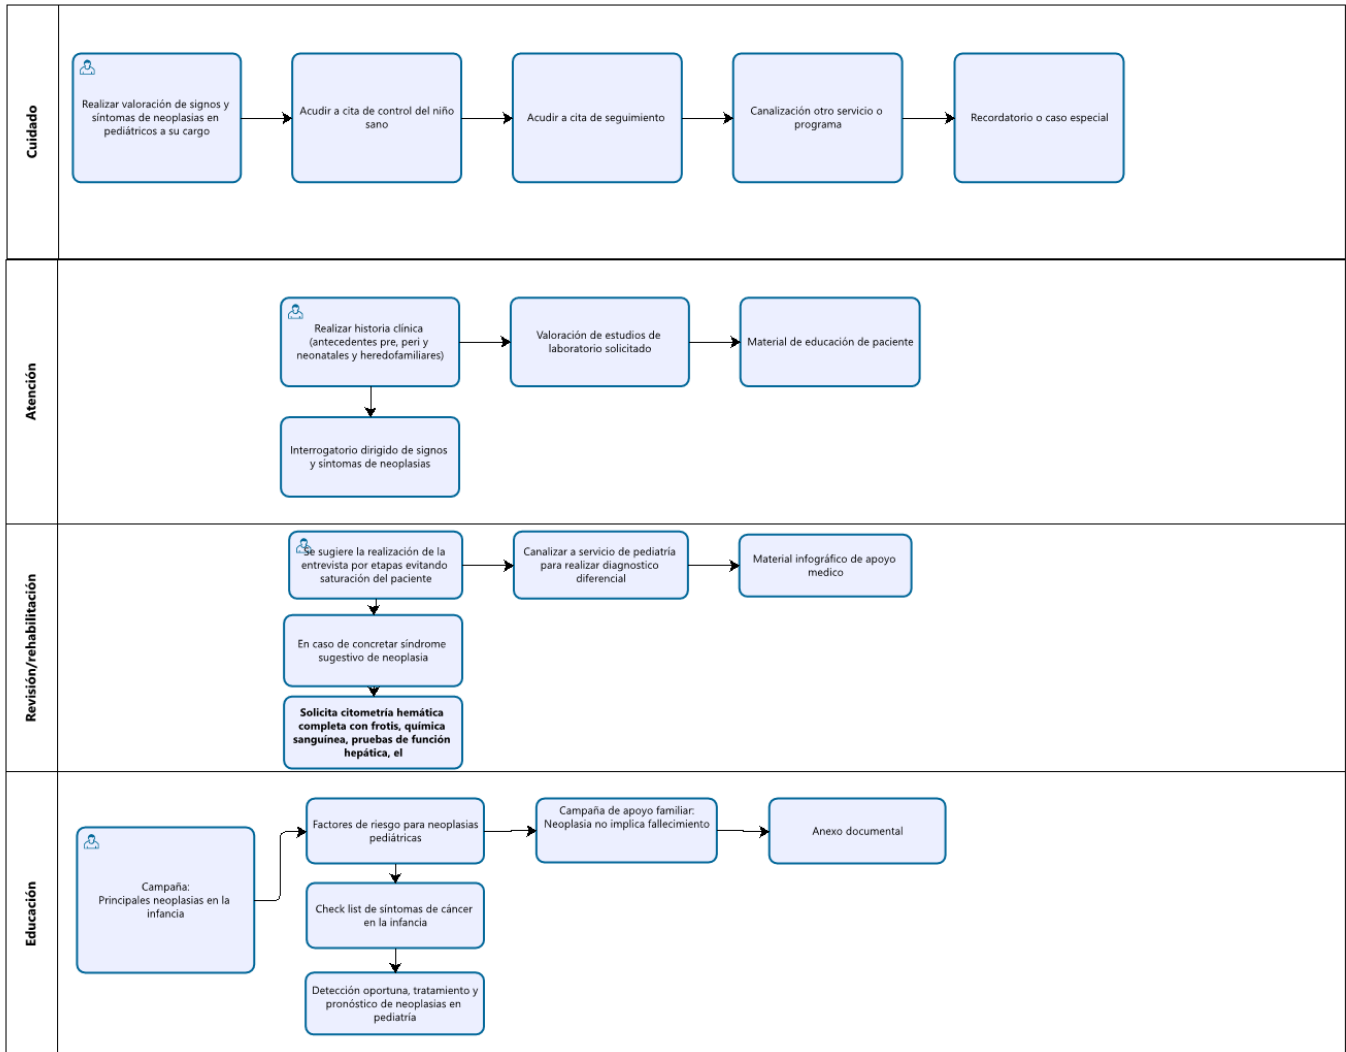 Cuidado
Realizar valoración de signos y
síntomas de neoplasias en
pediátricos a su cargo
Acudir a cita de control del niño
sano
Acudir a cita de seguimiento
Canalización otro servicio o
programa
Recordatorio o caso especial
Atención
Realizar historia clínica
(antecedentes pre, peri y
neonatales y heredofamiliares)
Valoración de estudios de
laboratorio solicitado
Material de educación de paciente
Interrogatorio dirigido de signos
y síntomas de neoplasias
Revisión/rehabilitación
Se sugiere la realización de la
entrevista por etapas evitando
saturación del paciente
Canalizar a servicio de pediatría
para realizar diagnostico
diferencial
Material infográfico de apoyo
medico
En caso de concretar síndrome
sugestivo de neoplasia
Solicita citometría hemática
completa con frotis, química
sanguínea, pruebas de función
hepática, el
Educación
Campaña:
Principales neoplasias en la
infancia
Factores de riesgo para neoplasias
pediátricas
Campaña de apoyo familiar:
Neoplasia no implica fallecimiento
Anexo documental
Check list de síntomas de cáncer
en la infancia
Detección oportuna, tratamiento y
pronóstico de neoplasias en
pediatría